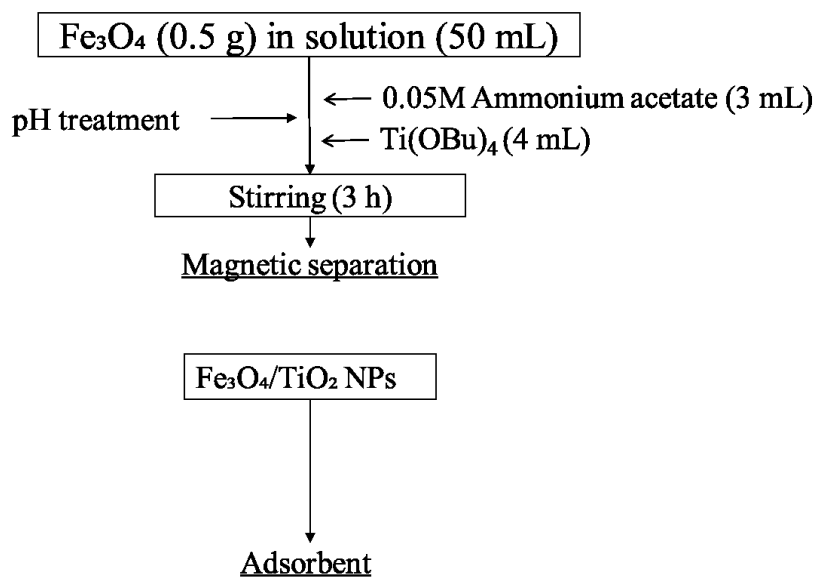 Fe₃O₄ (0.5 g) in solution (50 mL)
0.05M Ammonium acetate (3 mL)
pH treatment
Ti(OBu)₄ (4 mL)
Stirring (3 h)
Magnetic separation
Fe₃O₄/TiO₂ NPs
Adsorbent